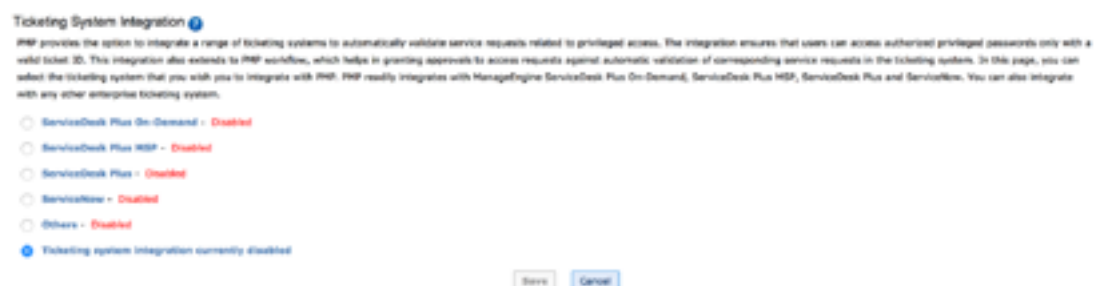 Ticketing System Integration
PMP provides the option to integrate a range of ticketing systems to automatically validate service requests related to privileged access. The integration ensures that users can access authorized privileged passwords only with a
valid ticket ID. This integration also extends to PMP workflow, which helps in granting approvals to access requests against automatic validation of corresponding service requests in the ticketing system. In this page, you can
select the ticketing system that you wish you to integrate with PMP. PMP readily integrates with ManageEngine ServiceDesk Plus On-Demand, ServiceDesk Plus MSP, ServiceDesk Plus and ServiceNow. You can also integrate
with any other enterprise ticketing system.
ServiceDesk Plus On-Demand - Disabled
ServiceDesk Plus MSP - Disabled
ServiceDesk Plus - Disabled
ServiceNow - Disabled
Others - Disabled
Ticketing system integration currently disabled
Save Cancel